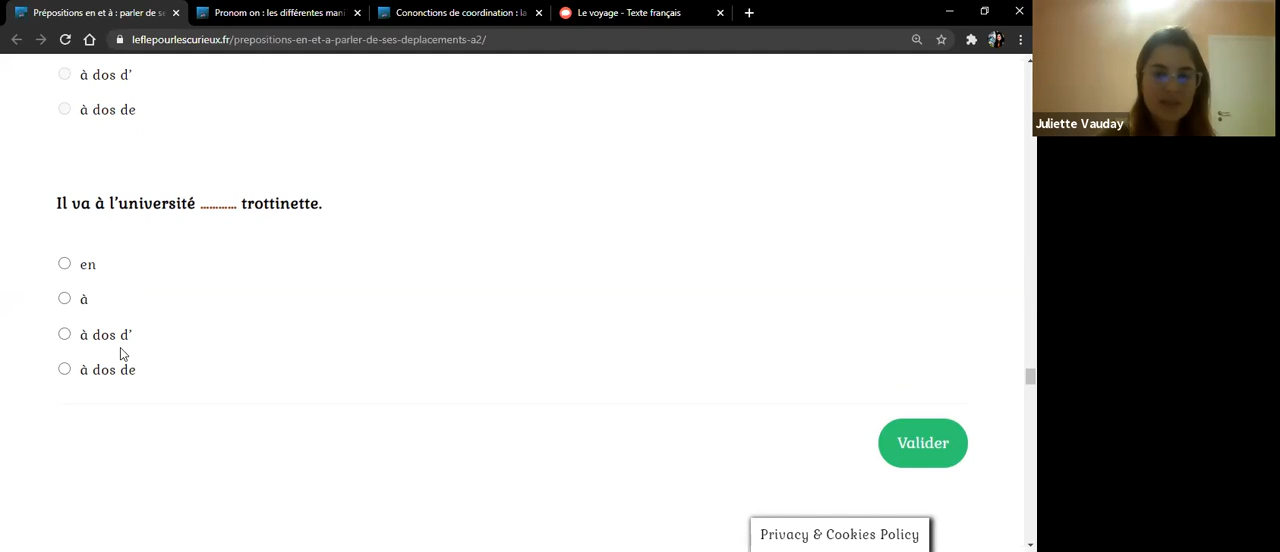 Prépositions en et à : parler de se
Pronom on : les différentes mani
Cononctions de coordination : la
Le voyage - Texte français
leflepourlescurieux.fr/prepositions-en-et-a-parler-de-ses-deplacements-a2/
à dos d'
à dos de
Juliette Vauday
Il va à l'université ............ trottinette.
en
à
à dos d'
à dos de
Valider
Privacy & Cookies Policy